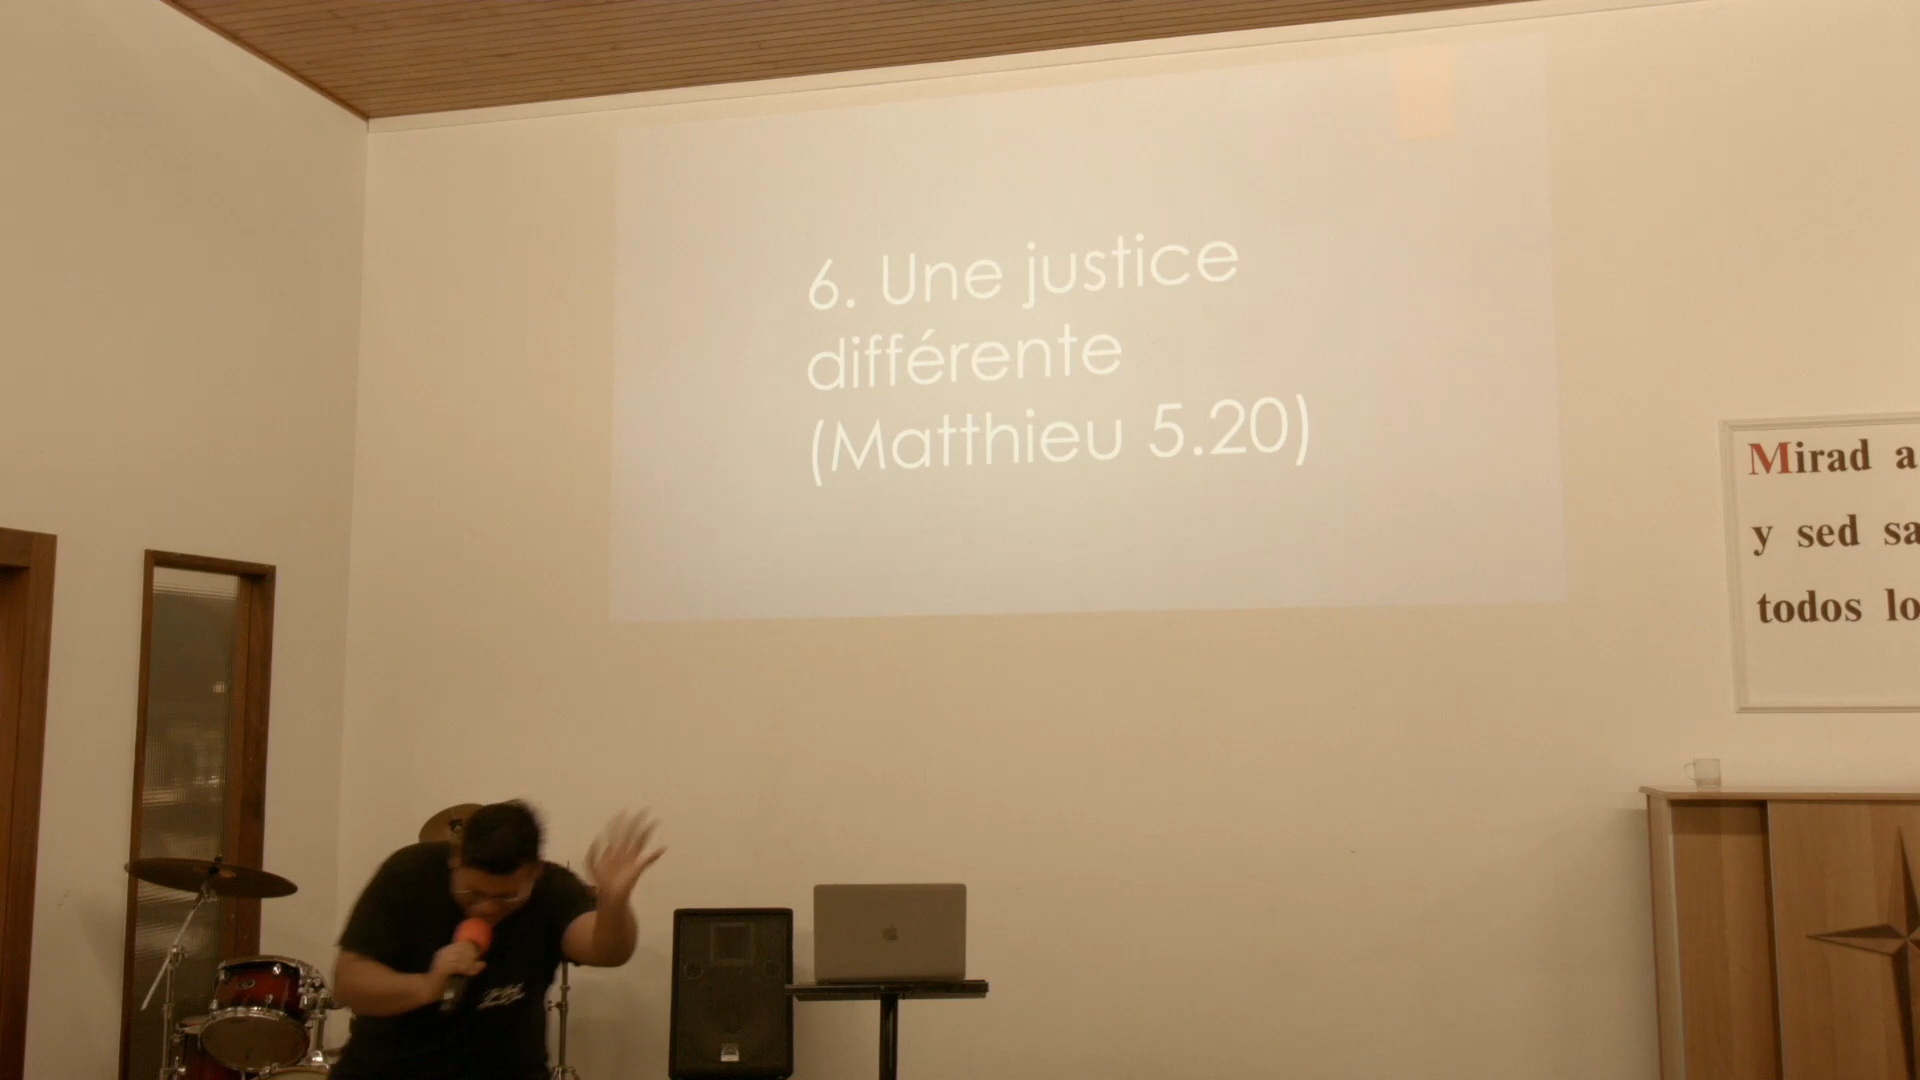 6. Une justice
différente
(Matthieu 5.20)
Mirad a
y sed sa
todos lo